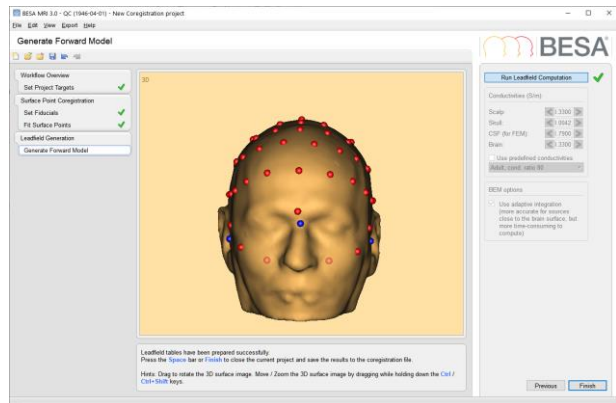 BESA MRI 3.0 - QC (1946-04-01) - New Coregistration project
File Edit View Export Help
Generate Forward Model
BESA
Workflow Overview
Set Project Targets
Surface Point Coregistration
Set Fiducials
Fit Surface Points
Leadfield Generation
Generate Forward Model
3D
Leadfield tables have been prepared successfully.
Press the Space bar or Finish to close the current project and save the results to the coregistration file.
Hints: Drag to rotate the 3D surface image. Move / Zoom the 3D surface image by dragging while holding down the Ctrl /
Ctrl+Shift keys.
Run Leadfield Computation
Conductivities (S/m)
Scalp:
Skull:
CSF (for FEM):
Brain:
Use predefined conductivities
Adult, cond. ratio 80
BEM options
Use adaptive integration
(more accurate for sources
close to the brain surface, but
more time-consuming to
compute)
Previous Finish